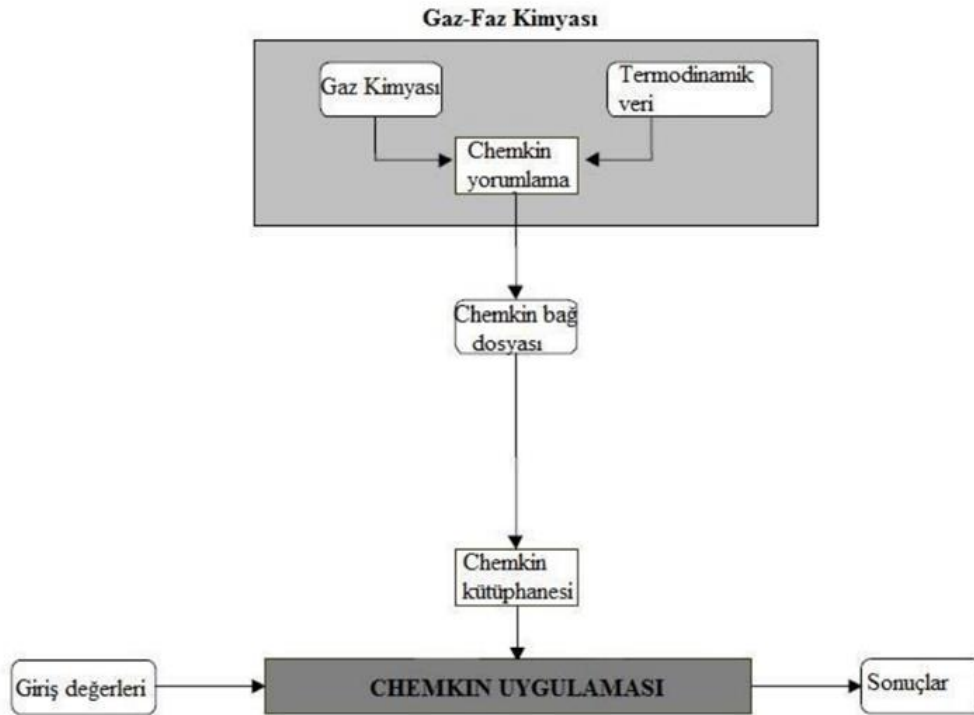 Gaz-Faz Kimyası
Gaz Kimyası
Termodinamik
veri
Chemkin
yorumlama
Chemkin bağ
dosyası
Chemkin
kütüphanesi
Giriş değerleri
CHEMKIN UYGULAMASI
Sonuçlar